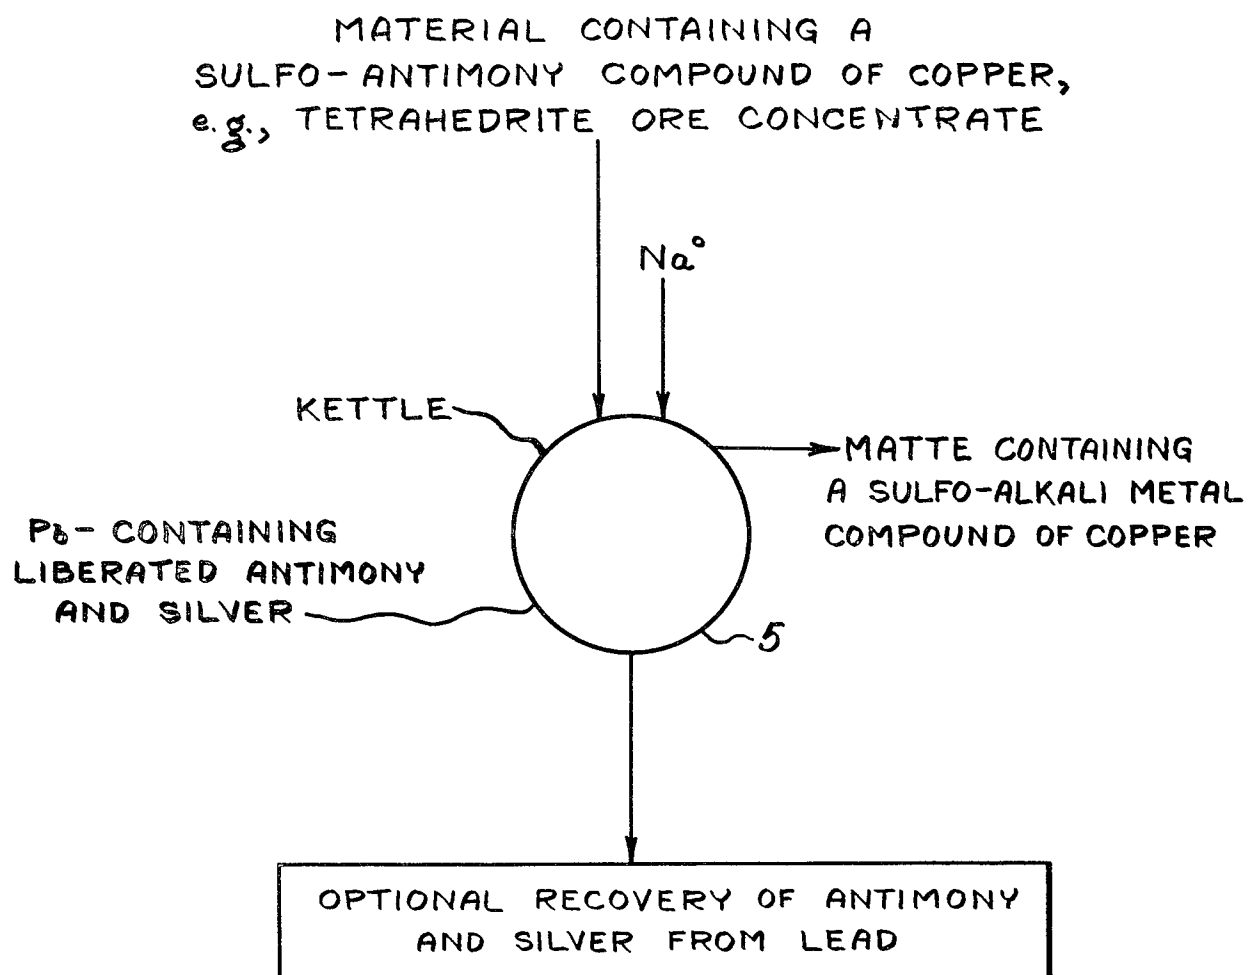 MATERIAL CONTAINING A
SULFO-ANTIMONY COMPOUND OF COPPER,
e.g., TETRAHEDRITE ORE CONCENTRATE
Na°
KETTLE
MATTE CONTAINING
A SULFO-ALKALI METAL
COMPOUND OF COPPER
Pb-CONTAINING
LIBERATED ANTIMONY
AND SILVER
5
OPTIONAL RECOVERY OF ANTIMONY
AND SILVER FROM LEAD